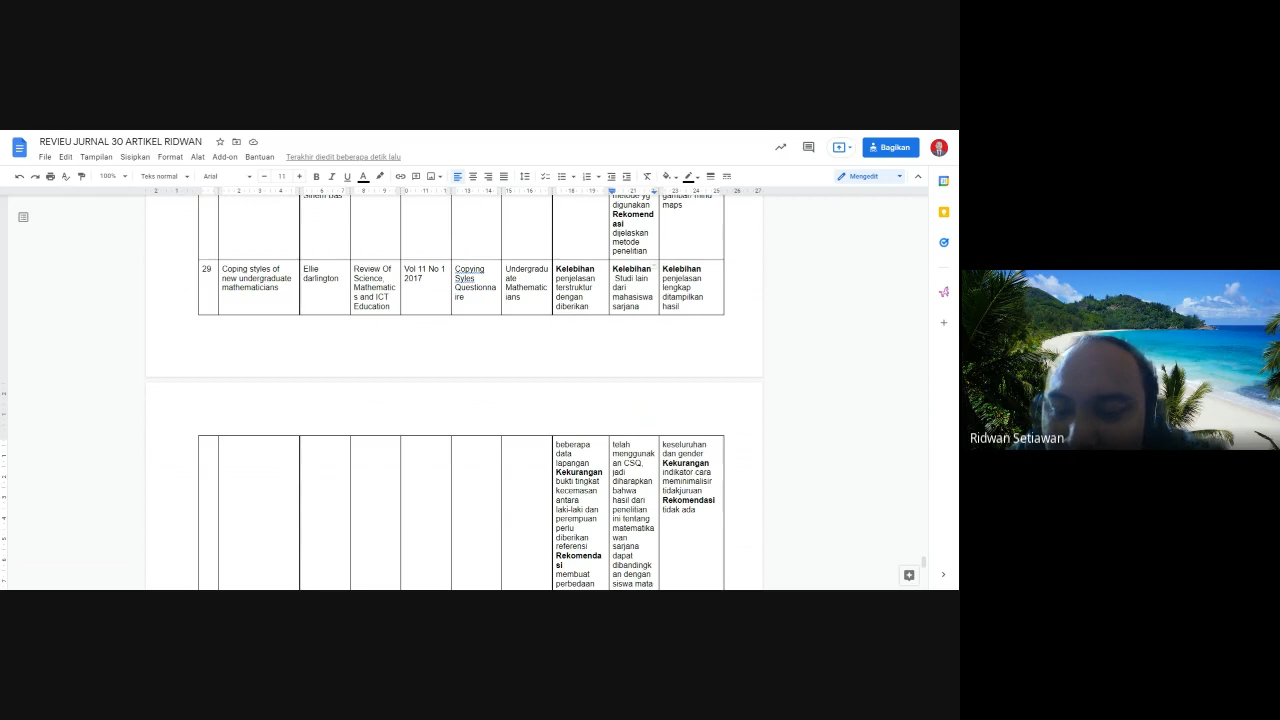 REVIEU JURNAL 30 ARTIKEL RIDWAN
File Edit Tampilan Sisipkan Format Alat Add-on Bantuan Terakhir diedit beberapa detik lalu
Bagikan
100% Teks normal Arial 11 Mengedit
digunakan
Rekomend
asi
dijelaskan
metode
penelitian
maps
29
Coping styles of
new undergraduate
mathematicians
Ellie
darlington
Review Of
Science,
Mathematic
s and ICT
Education
Vol 11 No 1
2017
Copying
Syles
Questionna
ire
Undergradu
ate
Mathematic
ians
Kelebihan
penjelasan
terstruktur
dengan
diberikan
Kelebihan
Studi lain
dari
mahasiswa
sarjana
Kelebihan
penjelasan
lengkap
ditampilkan
hasil
beberapa
data
lapangan
Kekurangan
bukti tingkat
kecemasan
antara
laki-laki dan
perempuan
perlu
diberikan
referensi
Rekomenda
si
membuat
perbedaan
telah
menggunak
an CSQ,
jadi
diharapkan
bahwa
hasil dari
penelitian
ini tentang
matematika
wan
sarjana
dapat
dibandingk
an dengan
siswa mata
keseluruhan
dan gender
Kekurangan
indikator cara
meminimalisir
tidakjuruan
Rekomendasi
tidak ada
Ridwan Setiawan